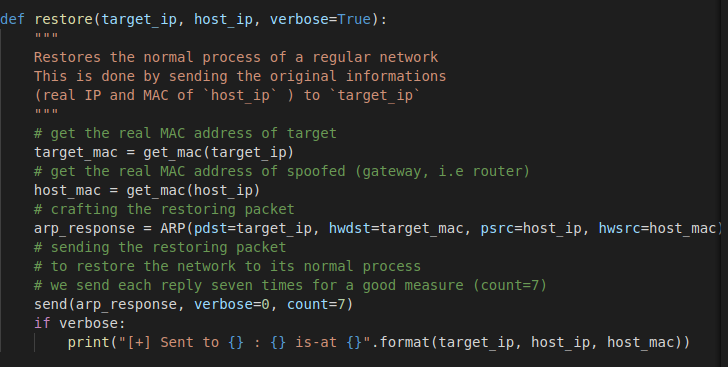 def restore(target_ip, host_ip, verbose=True):
    """
    Restores the normal process of a regular network
    This is done by sending the original informations
    (real IP and MAC of `host_ip` ) to `target_ip`
    """
    # get the real MAC address of target
    target_mac = get_mac(target_ip)
    # get the real MAC address of spoofed (gateway, i.e router)
    host_mac = get_mac(host_ip)
    # crafting the restoring packet
    arp_response = ARP(pdst=target_ip, hwdst=target_mac, psrc=host_ip, hwsrc=host_mac)
    # sending the restoring packet
    # to restore the network to its normal process
    # we send each reply seven times for a good measure (count=7)
    send(arp_response, verbose=0, count=7)
    if verbose:
        print("[+] Sent to {} : {} is-at {}".format(target_ip, host_ip, host_mac))